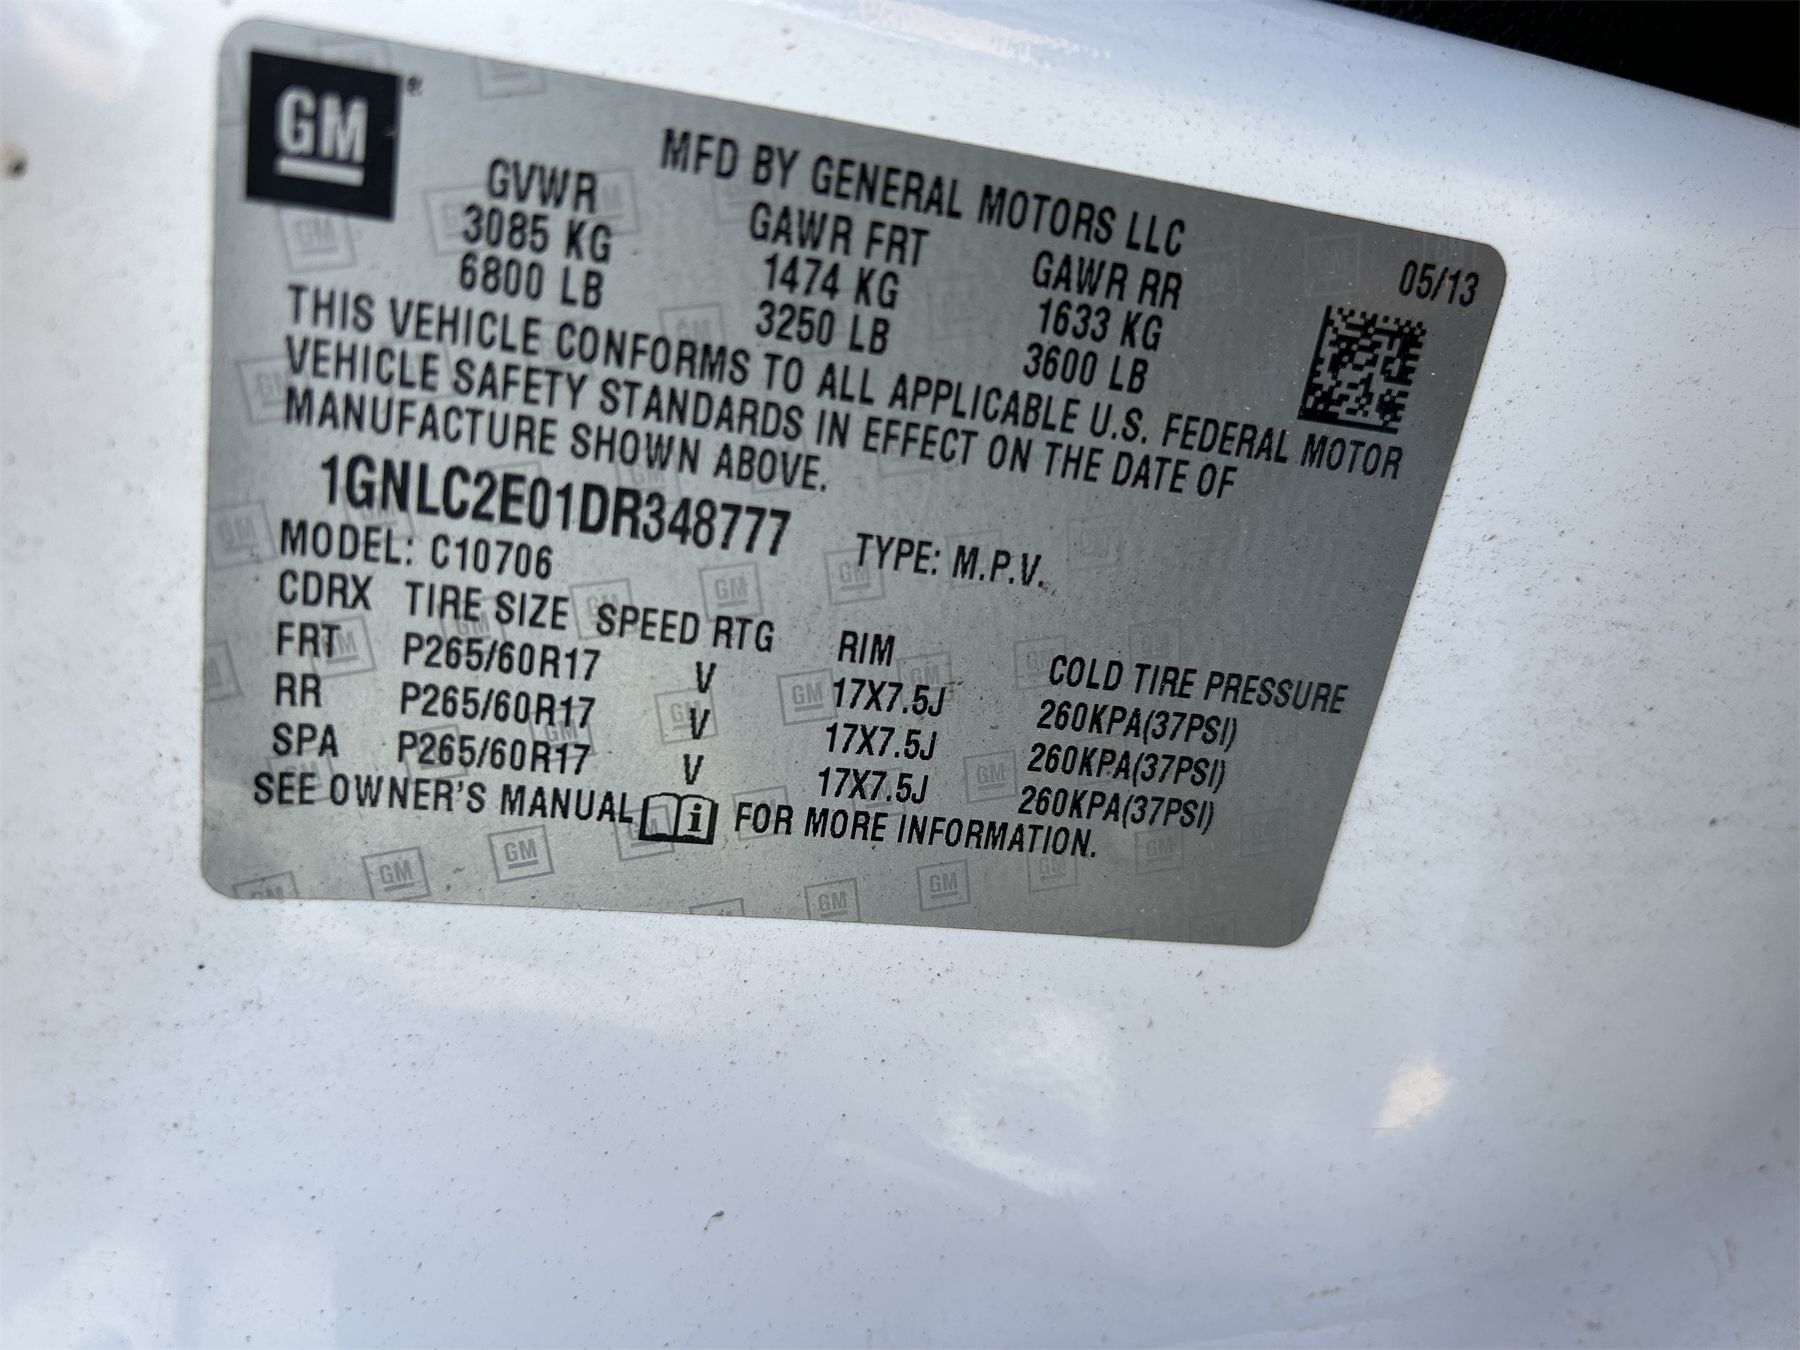 GM®
MFD BY GENERAL MOTORS LLC
05/13
GVWR GAWR FRT GAWR RR
3085 KG 1474 KG 1633 KG
6800 LB 3250 LB 3600 LB
THIS VEHICLE CONFORMS TO ALL APPLICABLE U.S. FEDERAL MOTOR
VEHICLE SAFETY STANDARDS IN EFFECT ON THE DATE OF
MANUFACTURE SHOWN ABOVE.
1GNLC2E01DR348777 TYPE: M.P.V.
MODEL: C10706
CDRX TIRE SIZE SPEED RTG RIM COLD TIRE PRESSURE
FRT P265/60R17 V 17X7.5J 260KPA(37PSI)
RR P265/60R17 V 17X7.5J 260KPA(37PSI)
SPA P265/60R17 V 17X7.5J 260KPA(37PSI)
SEE OWNER'S MANUAL i FOR MORE INFORMATION.